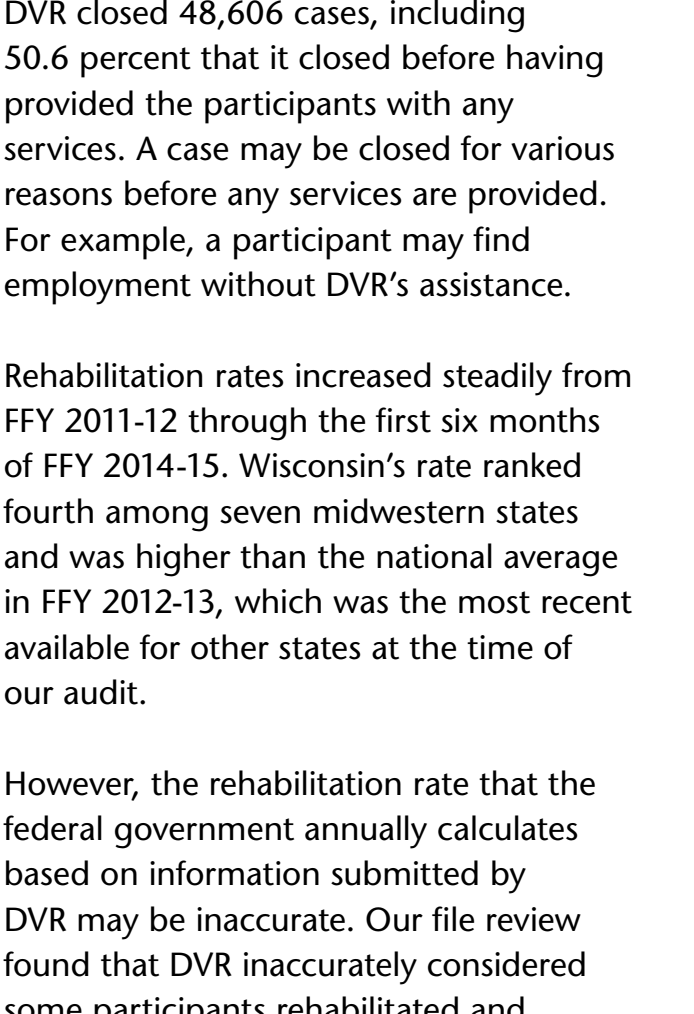 DVR closed 48,606 cases, including
50.6 percent that it closed before having
provided the participants with any
services. A case may be closed for various
reasons before any services are provided.
For example, a participant may find
employment without DVR’s assistance.
Rehabilitation rates increased steadily from
FFY 2011-12 through the first six months
of FFY 2014-15. Wisconsin’s rate ranked
fourth among seven midwestern states
and was higher than the national average
in FFY 2012-13, which was the most recent
available for other states at the time of
our audit.
However, the rehabilitation rate that the
federal government annually calculates
based on information submitted by
DVR may be inaccurate. Our file review
found that DVR inaccurately considered
some participants rehabilitated and